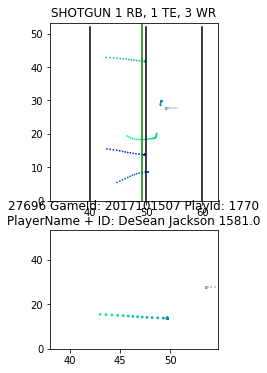 SHOTGUN 1 RB, 1 TE, 3 WR
50
40
30
20
10
0
40 50 60
27696 GameId: 2017101507 PlayId: 1770
PlayerName + ID: DeSean Jackson 1581.0
40
20
0
40 45 50